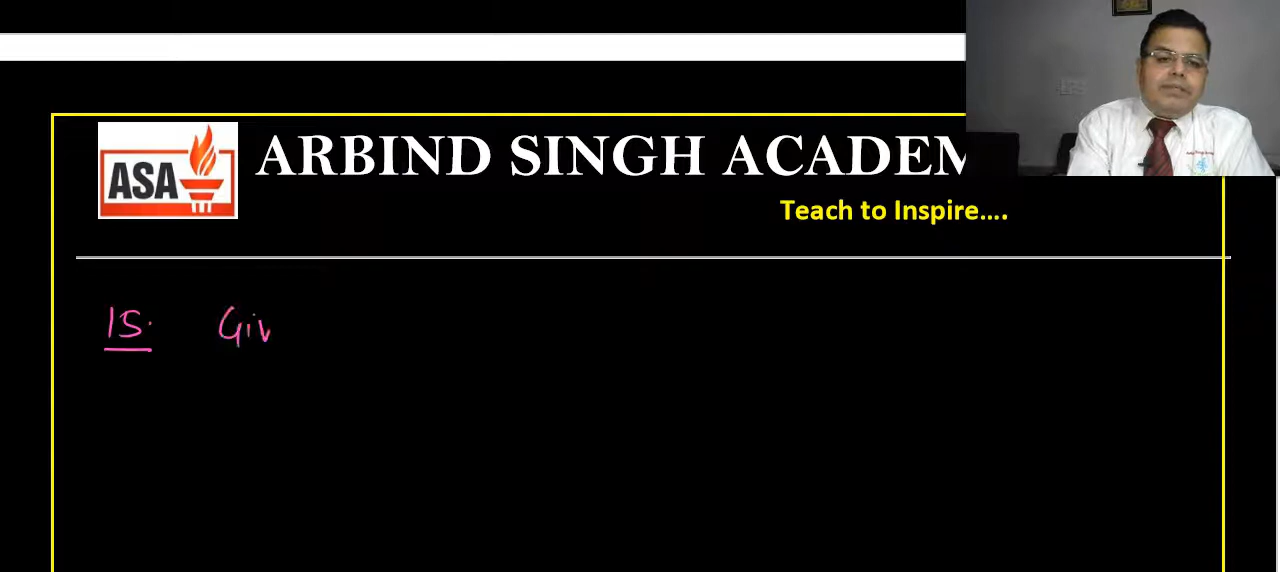 ASA ARBIND SINGH ACADEM
Teach to Inspire....
15. Giv